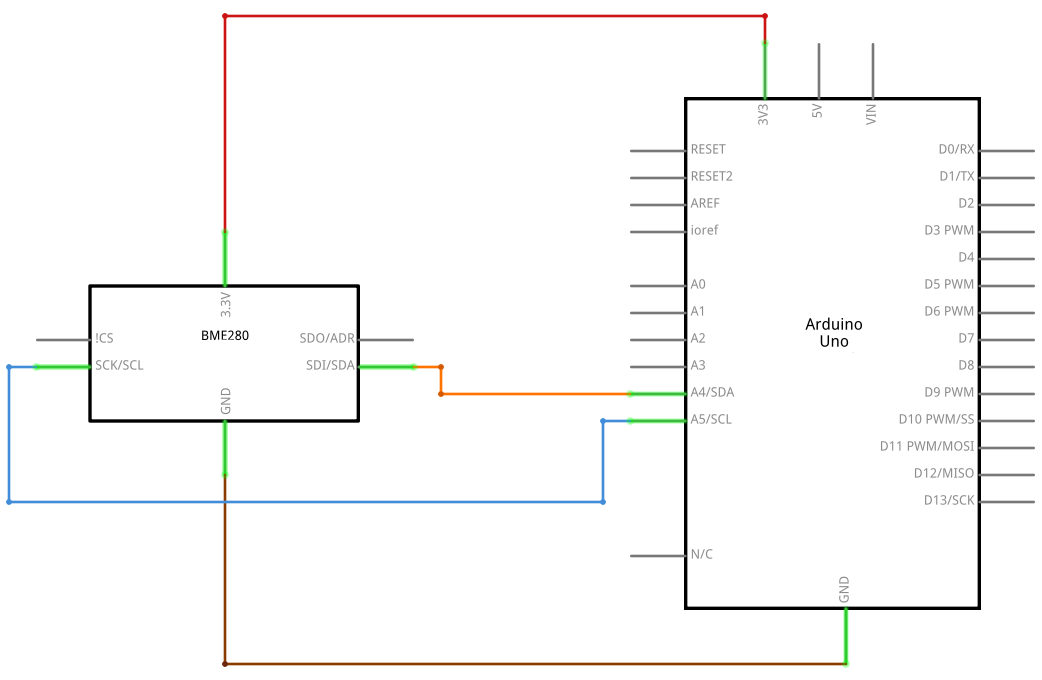 3V3
5V
VIN
RESET
RESET2
AREF
ioref
A0
A1
A2
A3
A4/SDA
A5/SCL
N/C
D0/RX
D1/TX
D2
D3 PWM
D4
D5 PWM
D6 PWM
D7
D8
D9 PWM
D10 PWM/SS
D11 PWM/MOSI
D12/MISO
D13/SCK
GND
Arduino
Uno
3.3V
BME280
!CS
SCK/SCL
SDO/ADR
SDI/SDA
GND